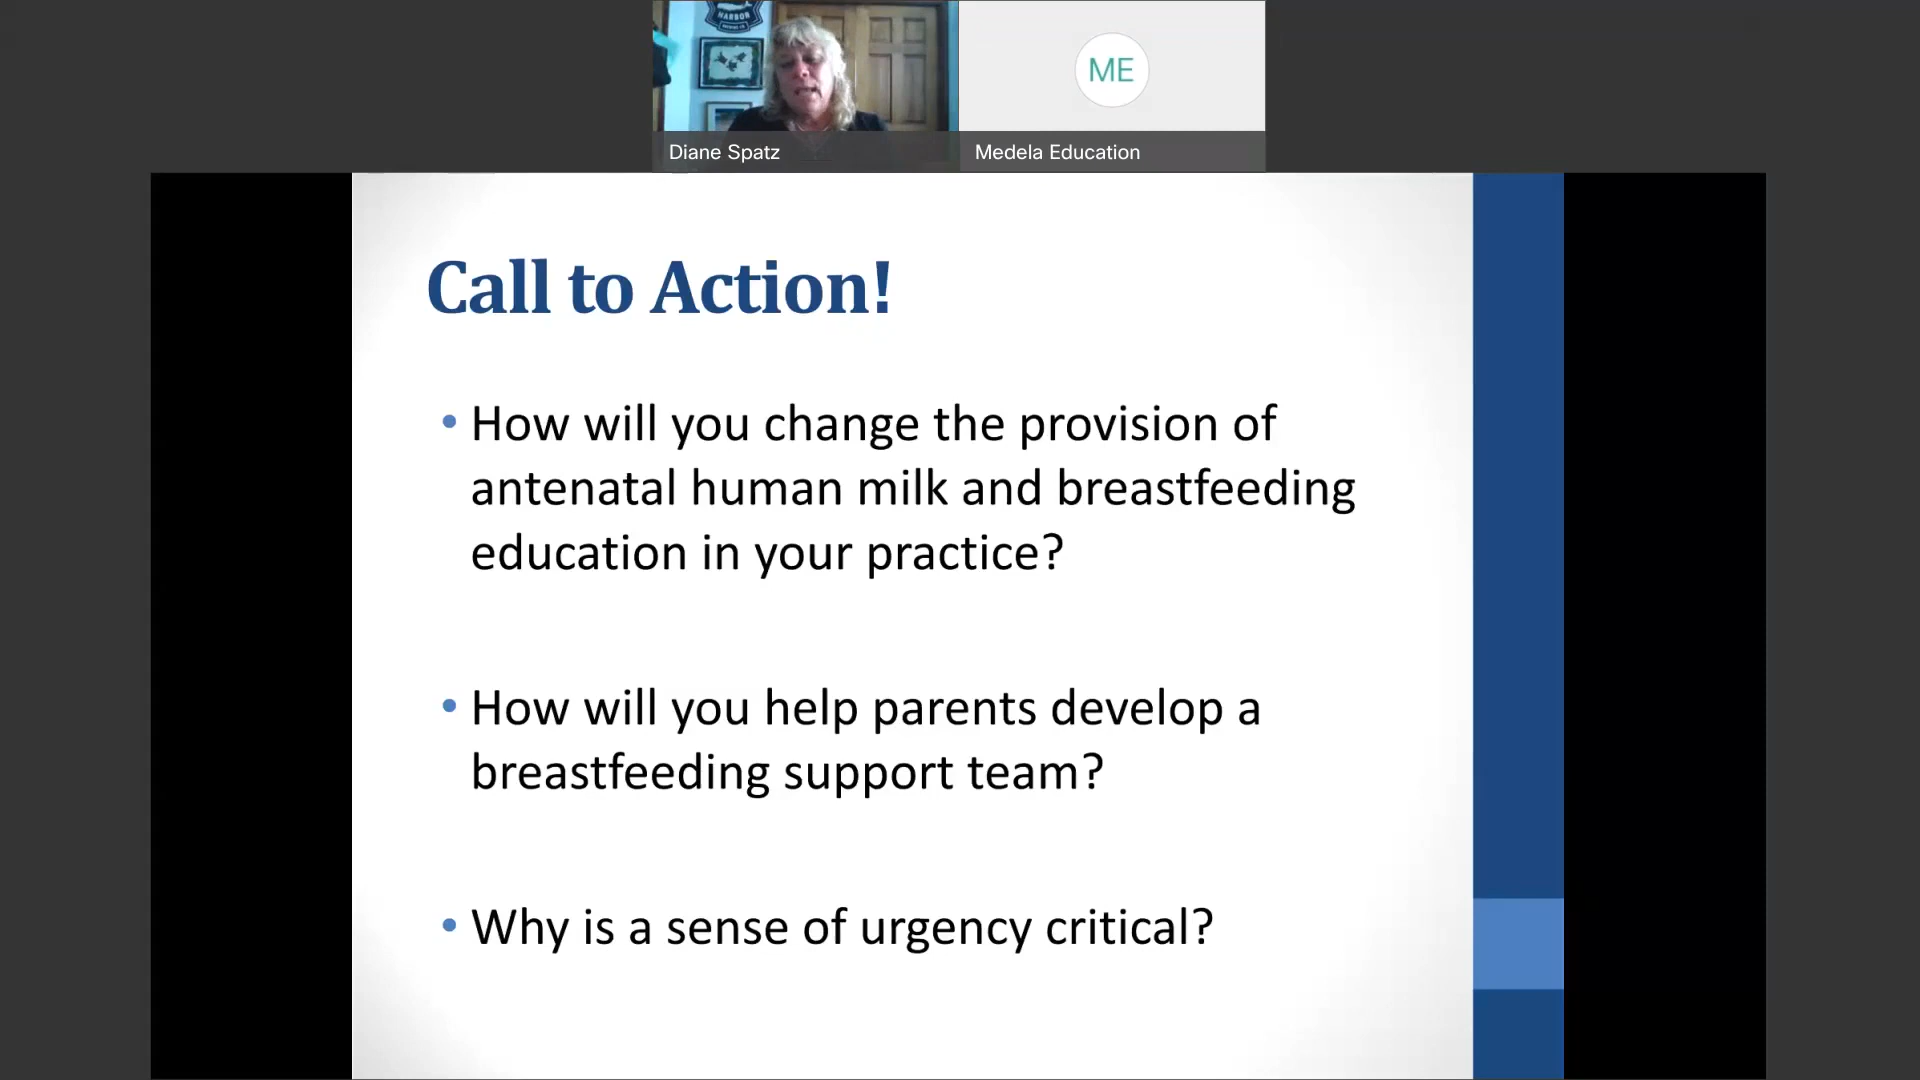 HARBOR
Diane Spatz
ME
Medela Education
Call to Action!
• How will you change the provision of
antenatal human milk and breastfeeding
education in your practice?
• How will you help parents develop a
breastfeeding support team?
• Why is a sense of urgency critical?